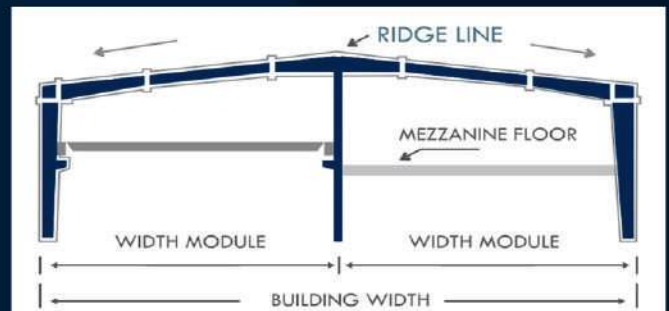 RIDGE LINE
MEZZANINE FLOOR
WIDTH MODULE
WIDTH MODULE
BUILDING WIDTH